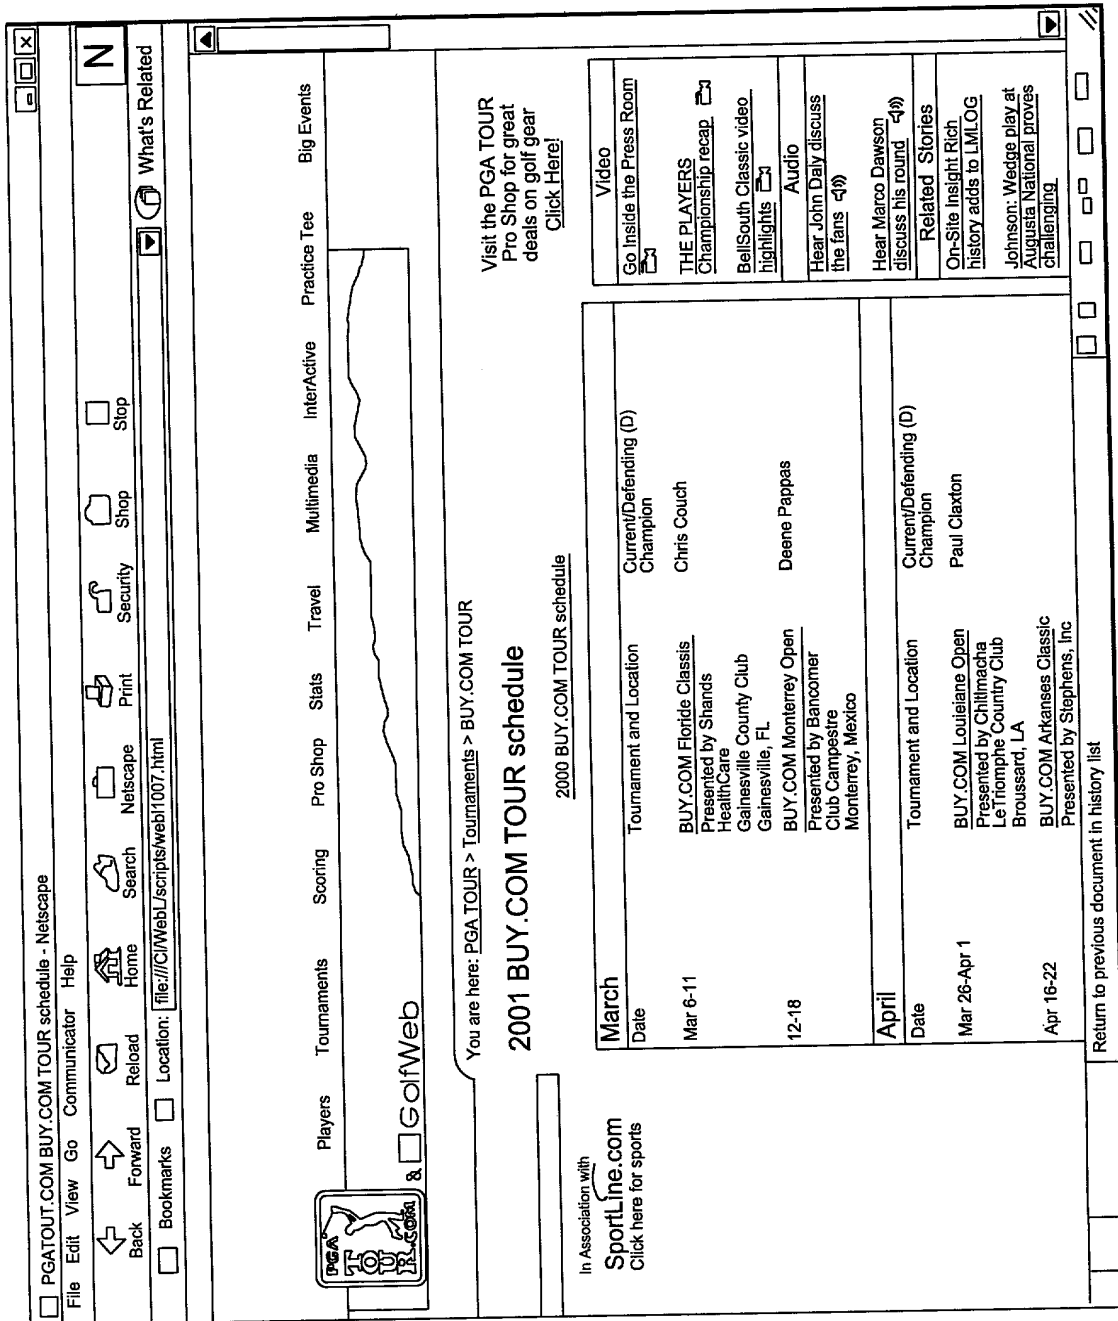 PGATOUT.COM BUY.COM TOUR schedule - Netscape
File Edit View Go Communicator Help
N
Back Forward Reload Home Search Netscape Print Security Shop Stop
Bookmarks Location: file:///CI/WebL/scripts/webl1007.html What's Related
Players Tournaments Scoring Pro Shop Stats Travel Multimedia InterActive Practice Tee Big Events
PGA TOUR.COM
& GolfWeb
You are here: PGA TOUR > Tournaments > BUY.COM TOUR
2001 BUY.COM TOUR schedule
2000 BUY.COM TOUR schedule
Visit the PGA TOUR
Pro Shop for great
deals on golf gear
Click Here!
In Association with
SportLine.com
Click here for sports
March
Date Tournament and Location Current/Defending (D)
Champion
Mar 6-11 BUY.COM Floride Classis Chris Couch
Presented by Shands
HealthCare
Gainesville County Club
Gainesville, FL
12-18 BUY.COM Monterrey Open Deene Pappas
Presented by Bancomer
Club Campestre
Monterrey, Mexico
April
Date Tournament and Location Current/Defending (D)
Champion
Mar 26-Apr 1 BUY.COM Louieiane Open Paul Claxton
Presented by Chitlmacha
LeTriomphe Country Club
Broussard, LA
Apr 16-22 BUY.COM Arkanses Classic
Presented by Stephens, Inc
Video
Go Inside the Press Room
THE PLAYERS
Championship recap
BellSouth Classic video
highlights
Audio
Hear John Daly discuss
the fans
Hear Marco Dawson
discuss his round
Related Stories
On-Site Insight Rich
history adds to LMLOG
Johnson: Wedge play at
Augusta National proves
challenging
Return to previous document in history list